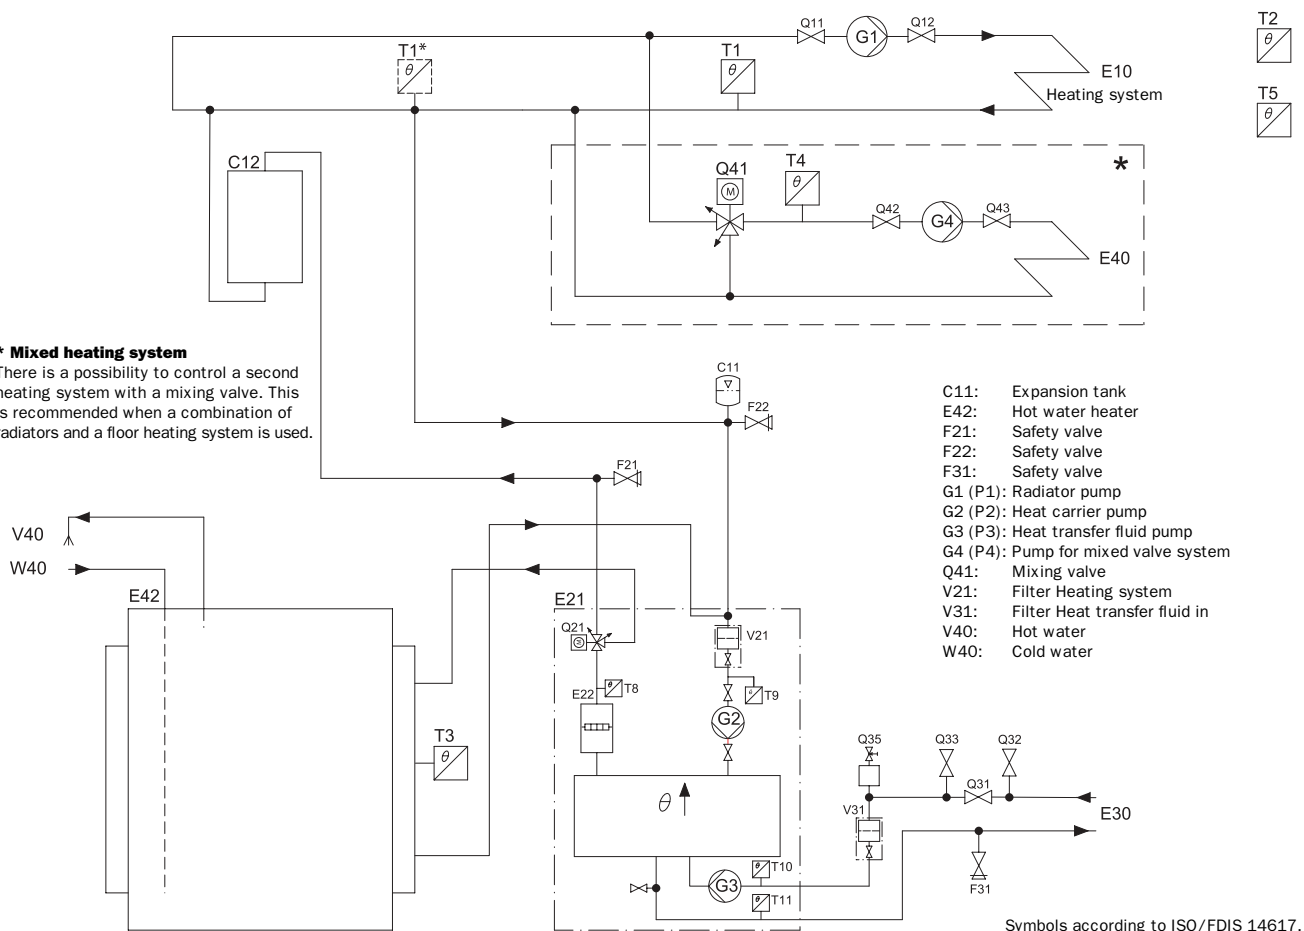 Q11
G1
Q12
T2
T1*
θ
T1
θ
θ
E10
Heating system
T5
θ
C12
Q41
M
T4
θ
*
Q42
G4
Q43
E40
* Mixed heating system
There is a possibility to control a second
heating system with a mixing valve. This
is recommended when a combination of
radiators and a floor heating system is used.
C11
F22
F21
C11: Expansion tank
E42: Hot water heater
F21: Safety valve
F22: Safety valve
F31: Safety valve
G1 (P1): Radiator pump
G2 (P2): Heat carrier pump
G3 (P3): Heat transfer fluid pump
G4 (P4): Pump for mixed valve system
Q41: Mixing valve
V21: Filter Heating system
V31: Filter Heat transfer fluid in
V40: Hot water
W40: Cold water
V40
W40
E42
E21
Q21
M
V21
θ
T8
θ
T9
E22
G2
T3
θ
θ
Q35
Q33
Q32
Q31
V31
E30
θ
T10
G3
θ
T11
F31
Symbols according to ISO/FDIS 14617.